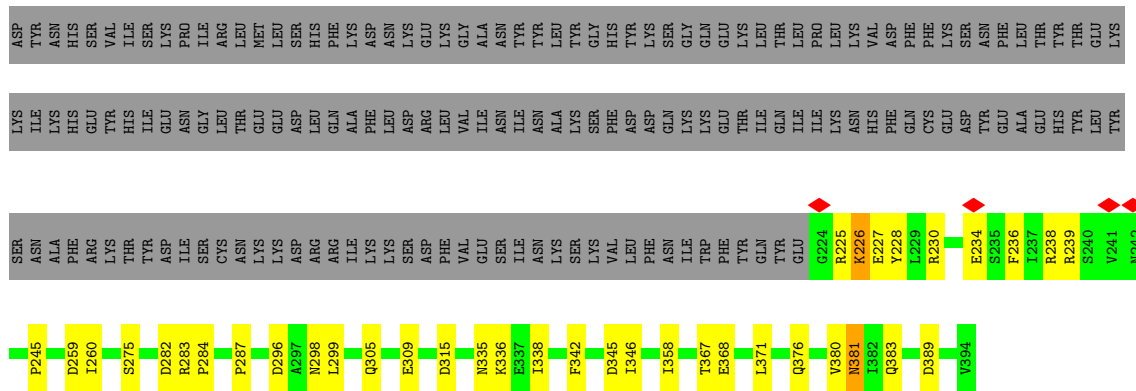 ASP TYR ASN HIS SER VAL ILE SER LYS PRO ILE ARG LEU MET LEU SER HIS PHE LYS ASP ASN LYS GLU LYS GLY ALA ASN TYR TYR LEU TYR GLY HIS TYR LYS SER GLY GLN GLU LYS LEU THR LEU PRO LEU LYS VAL ASP PHE PHE LYS SER ASN PHE LEU THR TYR THR GLU LYS
LYS ILE LYS HIS GLU TYR HIS ILE GLU ASN GLY LEU THR GLU GLU ASP LEU GLN ALA PHE LEU ASP ARG LEU VAL ILE ASN ILE ASN ALA LYS SER PHE ASP ASP GLN LYS LYS GLU THR ILE GLN ILE ILE LYS ASN HIS PHE GLN CYS GLU ASP TYR GLU ALA GLU HIS TYR LEU TYR
SER ASN ALA PHE ARG LYS THR TYR ASP ILE SER CYS ASN LYS LYS ASP ARG ARG ILE LYS LYS SER ASP PHE VAL GLU SER ILE ASN LYS SER LYS VAL LEU PHE ASN ILE TRP PHE TYR GLN TYR GLU G224 R225 K226 E227 Y228 L229 R230 E234 S235 F236 I237 R238 R239 S240 V241 N242
P245 D259 I260 S275 D282 R283 P284 P287 D296 A297 N298 L299 Q305 E309 D315 N335 K336 E337 I338 F342 D345 I346 I358 T367 E368 L371 Q376 V380 N381 I382 Q383 D389 V394